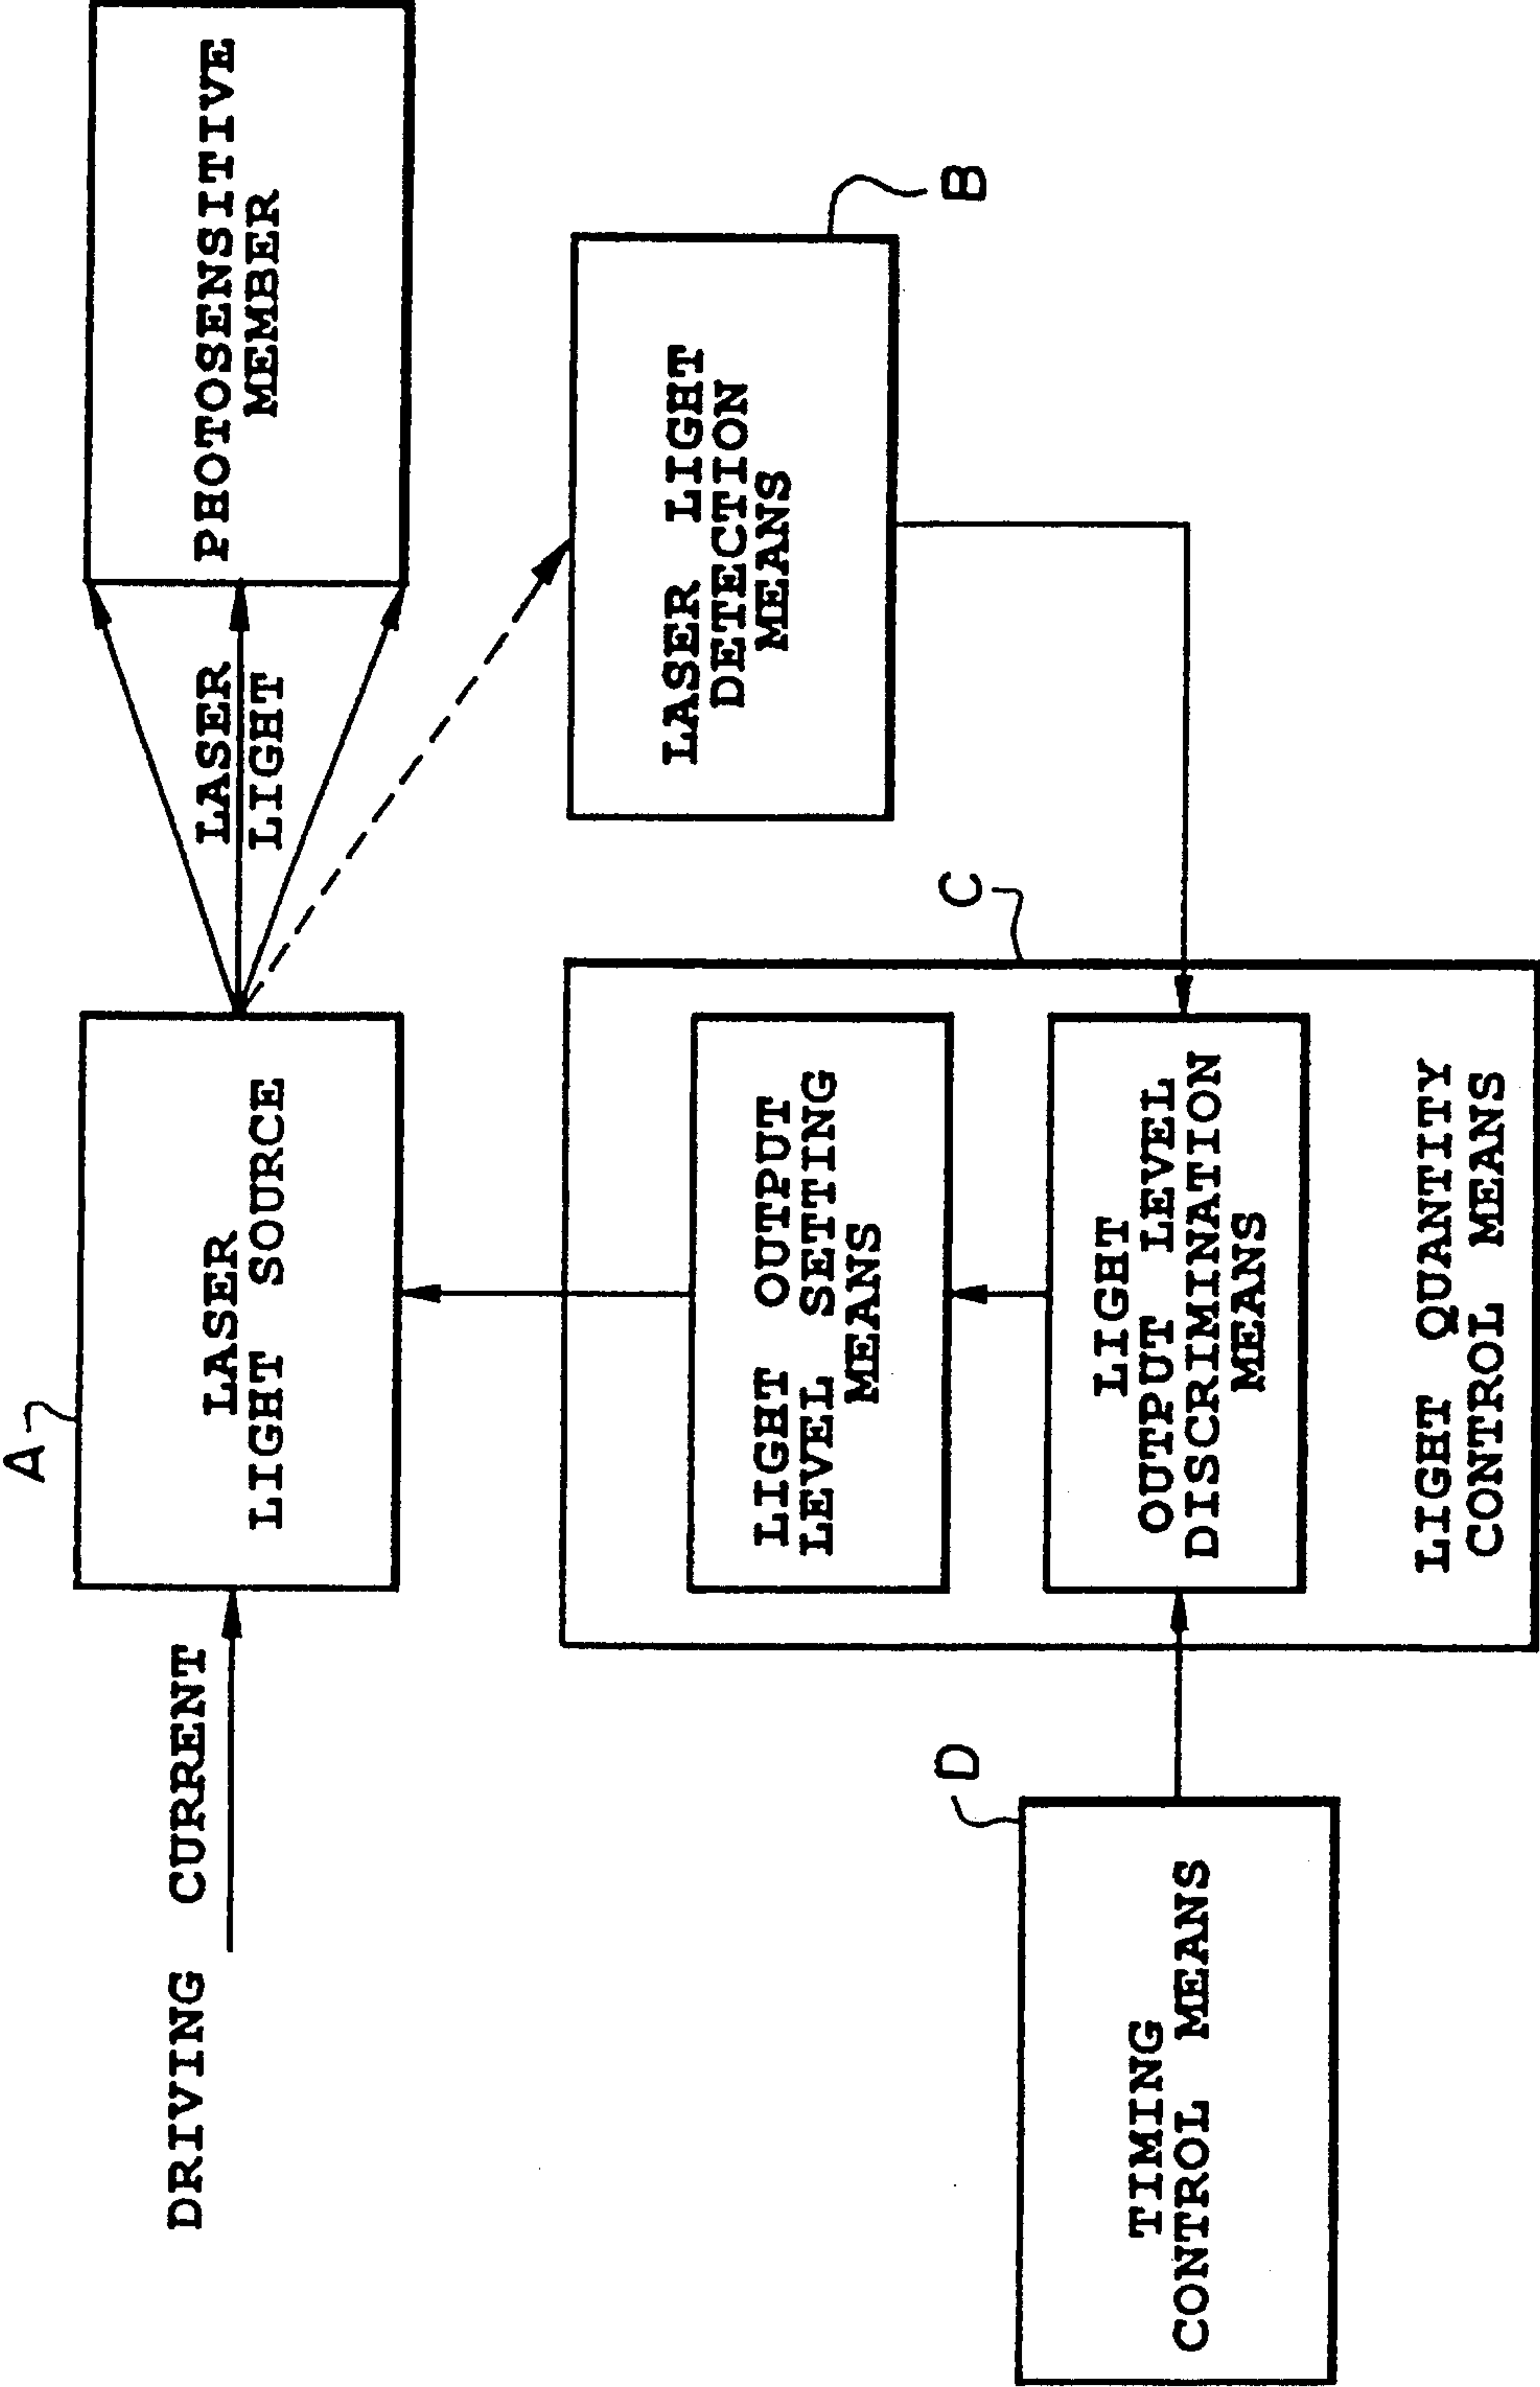 DRIVING CURRENT
A
LASER
LIGHT SOURCE
LASER
LIGHT
PHOTOSENSITIVE
MEMBER
LASER LIGHT
DETECTION
MEANS
B
C
LIGHT OUTPUT
LEVEL SETTING
MEANS
LIGHT
OUTPUT LEVEL
DISCRIMINATION
MEANS
LIGHT QUANTITY
CONTROL MEANS
D
TIMING
CONTROL MEANS